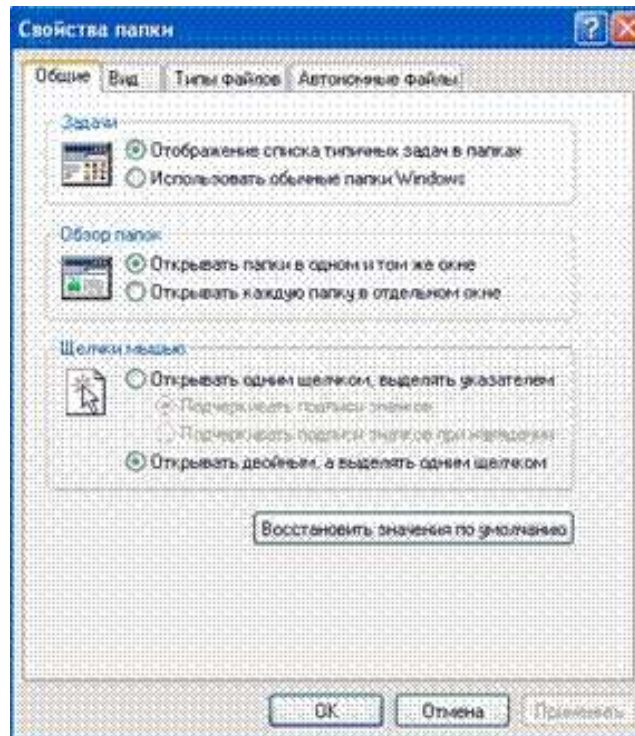 Свойства папки
Общие Вид Типы файлов Автономные файлы
Задачи
Отображение списка типичных задач в папках
Использовать обычные папки Windows
Обзор папок
Открывать папки в одном и том же окне
Открывать каждую папку в отдельном окне
Щелчки мышью
Открывать одним щелчком, выделять указателем
Подчеркивать подписи значков
Подчеркивать подписи значков при наведении
Открывать двойным, а выделять одним щелчком
Восстановить значения по умолчанию
OK Отмена Применить